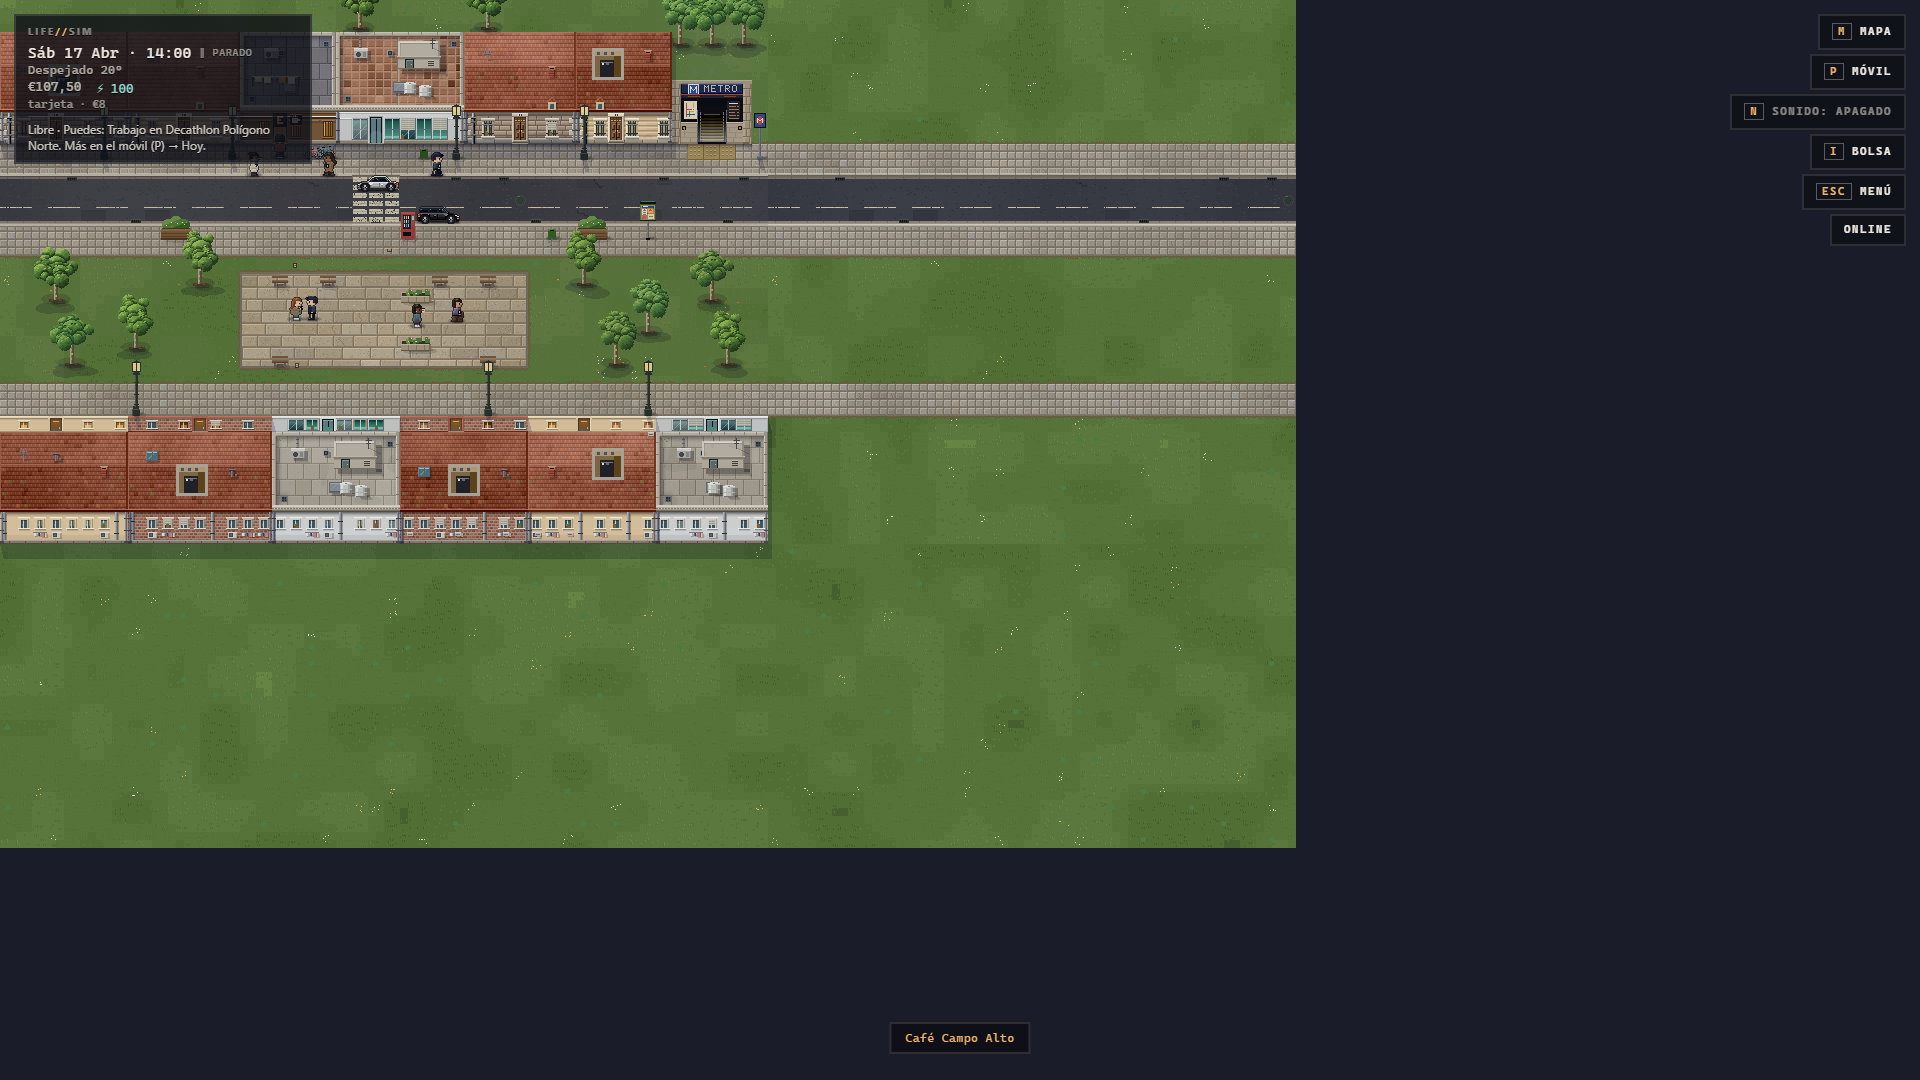 LIFE//SIM
Sáb 17 Abr · 14:00 || PARADO
Despejado 20°
€107,50 ⚡ 100
tarjeta · €8
Libre · Puedes: Trabajo en Decathlon Polígono
Norte. Más en el móvil (P) → Hoy.
M METRO
M
M MAPA
P MÓVIL
N SONIDO: APAGADO
I BOLSA
ESC MENÚ
ONLINE
Café Campo Alto